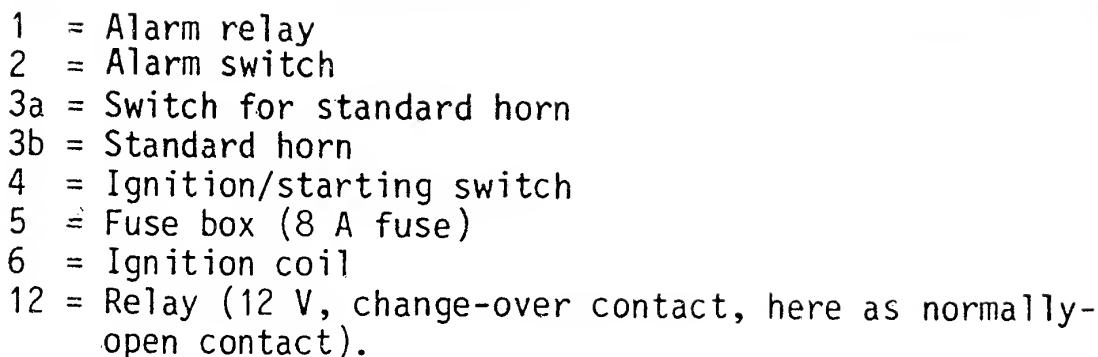 1 = Alarm relay
2 = Alarm switch
3a = Switch for standard horn
3b = Standard horn
4 = Ignition/starting switch
5 = Fuse box (8 A fuse)
6 = Ignition coil
12 = Relay (12 V, change-over contact, here as normally-
open contact).